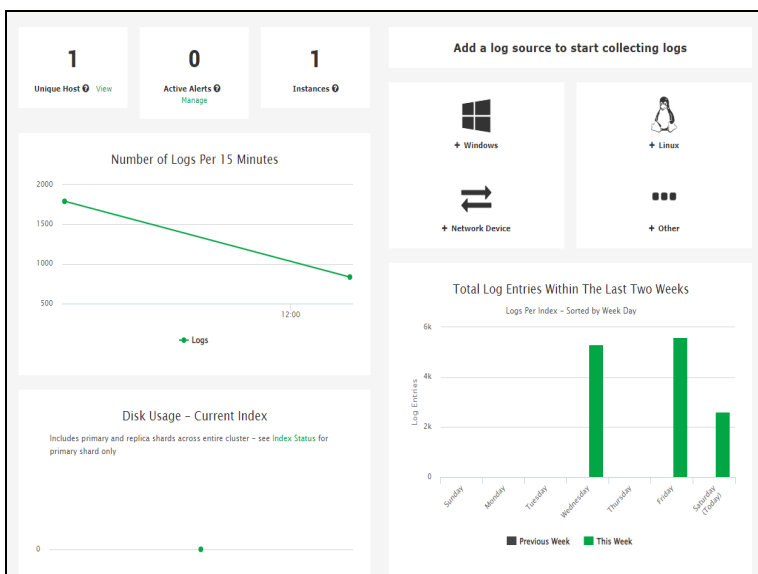 1
Unique Host ? View
0
Active Alerts ?
Manage
1
Instances ?
Number of Logs Per 15 Minutes
2000
1500
1000
500
12:00
Logs
Disk Usage – Current Index
Includes primary and replica shards across entire cluster – see Index Status for
primary shard only
0
Add a log source to start collecting logs
+ Windows
+ Linux
+ Network Device
+ Other
Total Log Entries Within The Last Two Weeks
Logs Per Index – Sorted by Week Day
Log Entries
6k
4k
2k
0
Sunday
Monday
Tuesday
Wednesday
Thursday
Friday
Saturday
(Today)
Previous Week
This Week